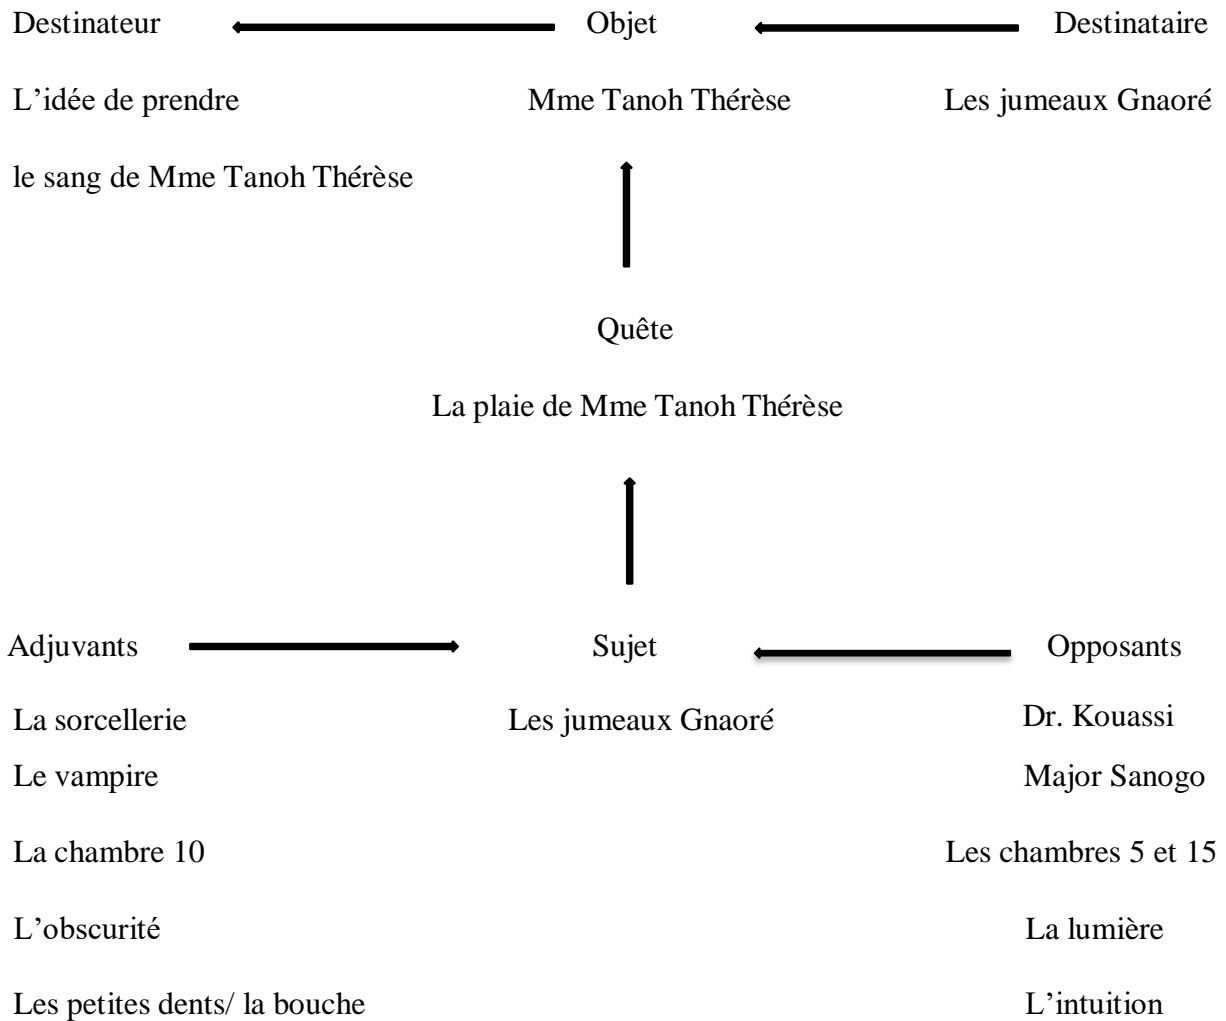 Destinateur Objet Destinataire
L'idée de prendre Mme Tanoh Thérèse Les jumeaux Gnaoré
le sang de Mme Tanoh Thérèse
Quête
La plaie de Mme Tanoh Thérèse
Adjuvants Sujet Opposants
La sorcellerie Les jumeaux Gnaoré Dr. Kouassi
Le vampire Major Sanogo
La chambre 10 Les chambres 5 et 15
L'obscurité La lumière
Les petites dents/ la bouche L'intuition